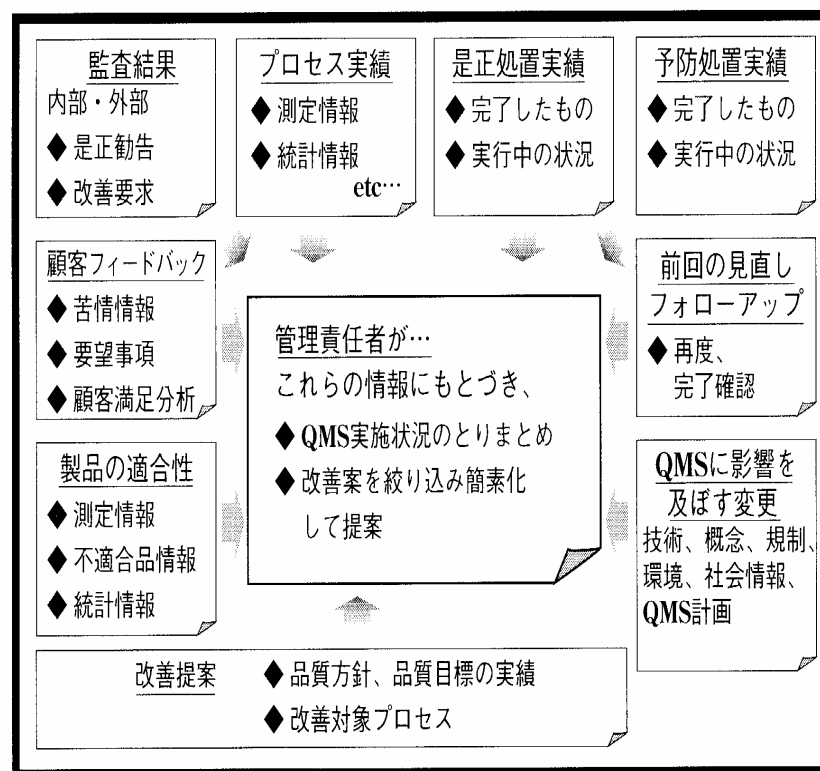 監査結果
内部・外部
◆ 是正勧告
◆ 改善要求
プロセス実績
◆ 測定情報
◆ 統計情報
etc…
是正処置実績
◆ 完了したもの
◆ 実行中の状況
予防処置実績
◆ 完了したもの
◆ 実行中の状況
顧客フィードバック
◆ 苦情情報
◆ 要望事項
◆ 顧客満足分析
管理責任者が…
これらの情報にもとづき、
◆ QMS実施状況のとりまとめ
◆ 改善案を絞り込み簡素化
して提案
前回の見直し
フォローアップ
◆ 再度、
完了確認
製品の適合性
◆ 測定情報
◆ 不適合品情報
◆ 統計情報
QMSに影響を
及ぼす変更
技術、概念、規制、
環境、社会情報、
QMS計画
改善提案 ◆ 品質方針、品質目標の実績
◆ 改善対象プロセス